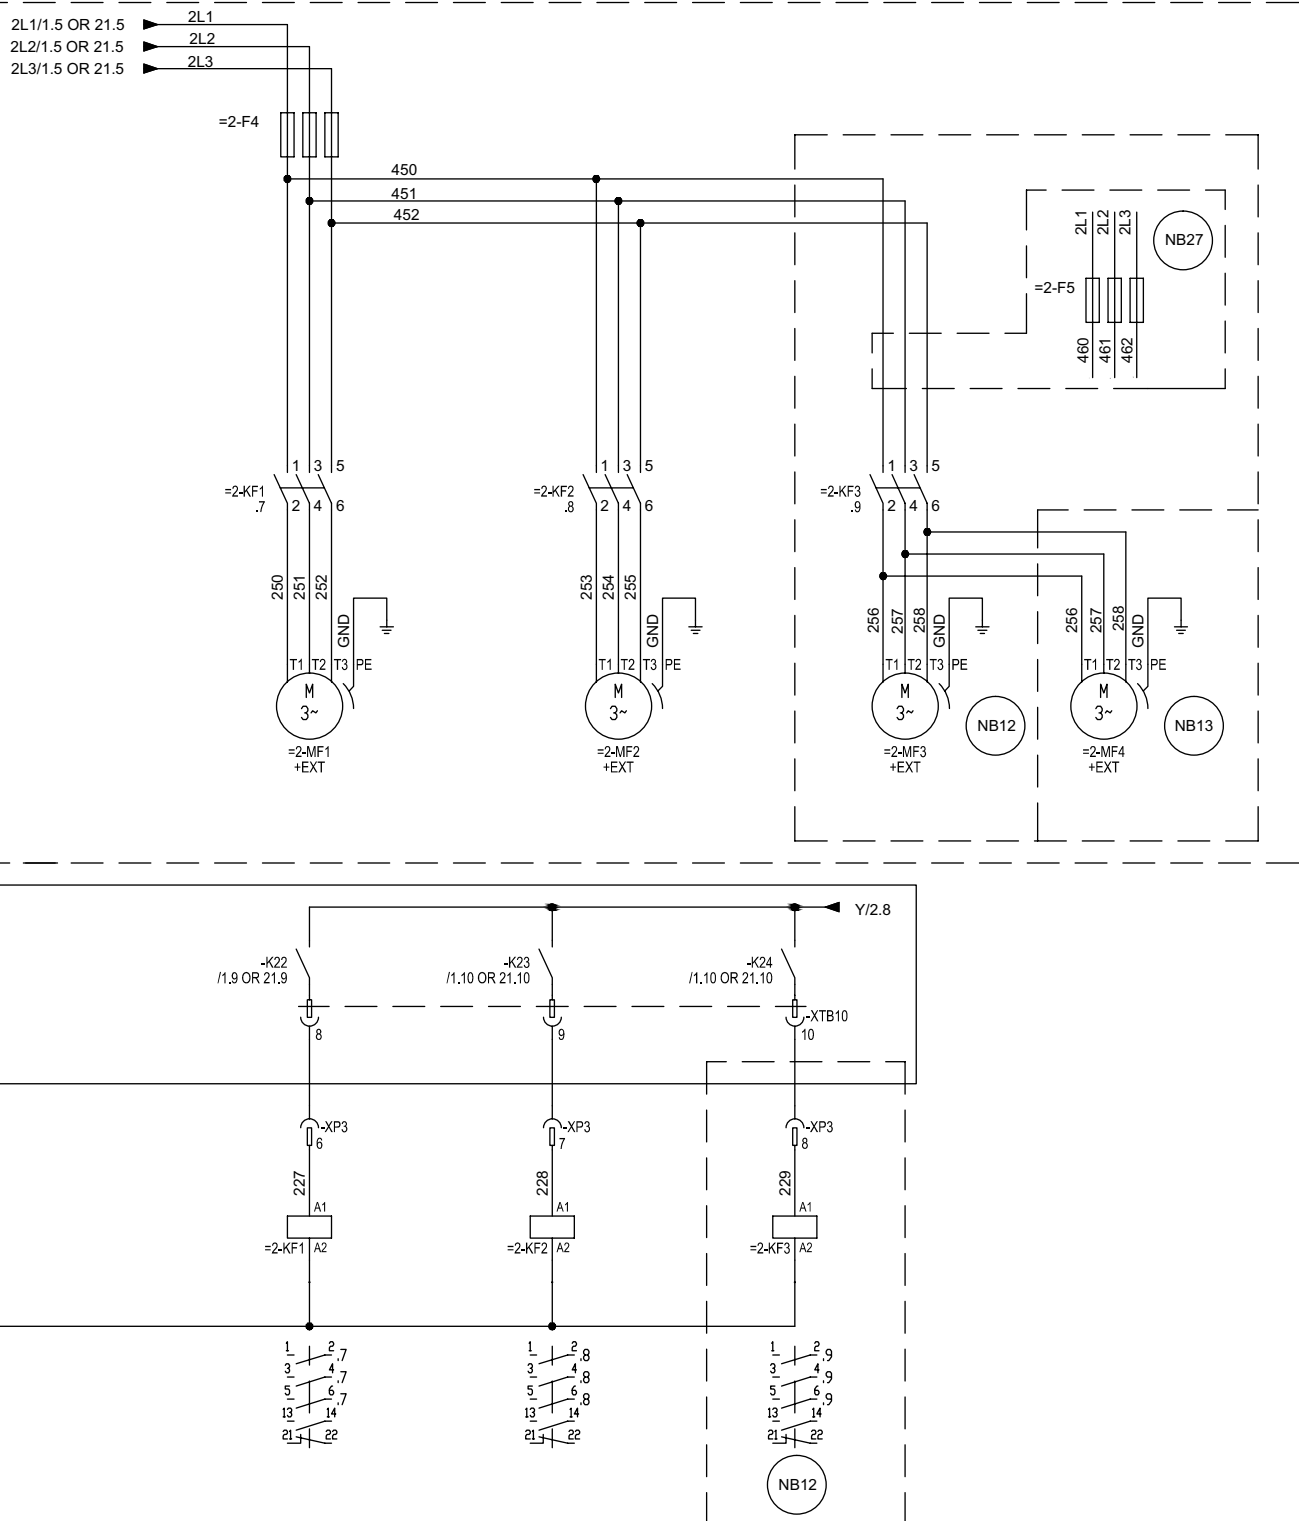 2L1/1.5 OR 21.5
2L1
2L2/1.5 OR 21.5
2L2
2L3/1.5 OR 21.5
2L3
=2-F4
450
451
452
2L1
2L2
2L3
NB27
=2-F5
460
461
462
1 3 5
=2-KF1
.7
2 4 6
1 3 5
=2-KF2
.8
2 4 6
1 3 5
=2-KF3
.9
2 4 6
250
251
252
GND
253
254
255
GND
256
257
258
GND
256
257
258
GND
T1 T2 T3 PE
T1 T2 T3 PE
T1 T2 T3 PE
T1 T2 T3 PE
M
3~
M
3~
M
3~
M
3~
NB12
NB13
=2-MF1
+EXT
=2-MF2
+EXT
=2-MF3
+EXT
=2-MF4
+EXT
Y/2.8
-K22
/1.9 OR 21.9
-K23
/1.10 OR 21.10
-K24
/1.10 OR 21.10
8
9
-XTB10
10
-XP3
6
-XP3
7
-XP3
8
227
228
229
A1
=2-KF1 A2
A1
=2-KF2 A2
A1
=2-KF3 A2
1 2 .7
3 4 .7
5 6 .7
13 14
21 22
1 2 .8
3 4 .8
5 6 .8
13 14
21 22
1 2 .9
3 4 .9
5 6 .9
13 14
21 22
NB12